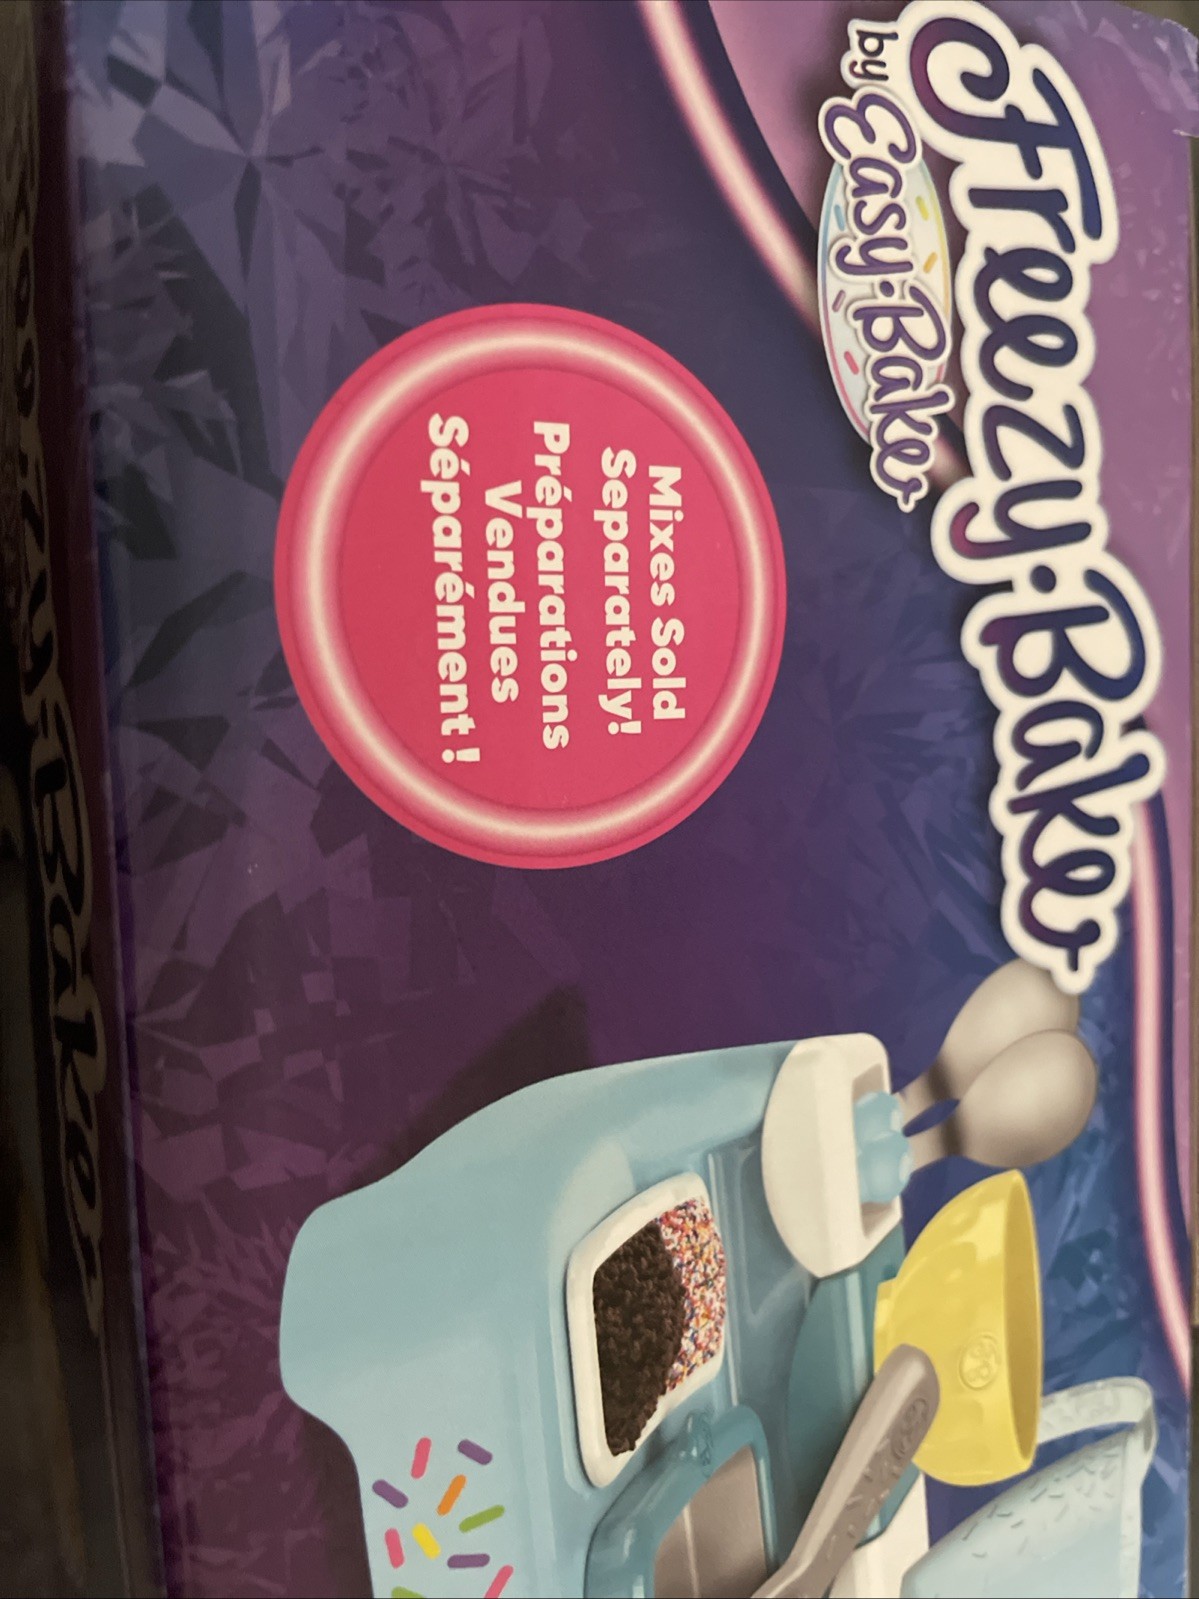 Freezy·Bake
by Easy·Bake
Mixes Sold
Separately!
Préparations
Vendues
Séparément !